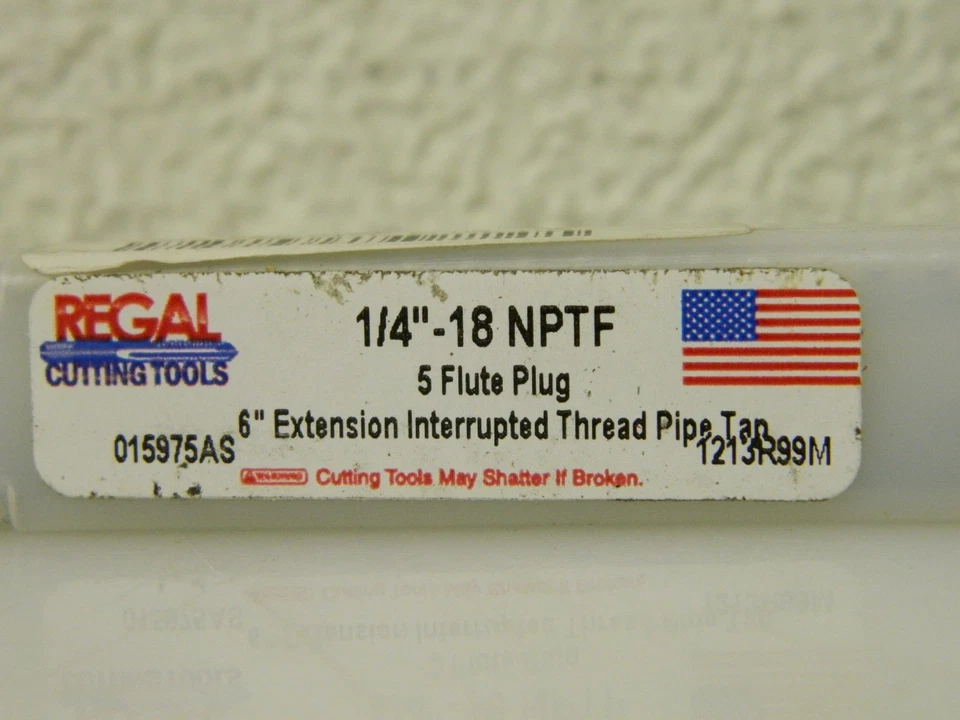 REGAL
CUTTING TOOLS
1/4"-18 NPTF
5 Flute Plug
6" Extension Interrupted Thread Pipe Tap
015975AS
1213R99M
WARNING Cutting Tools May Shatter If Broken.